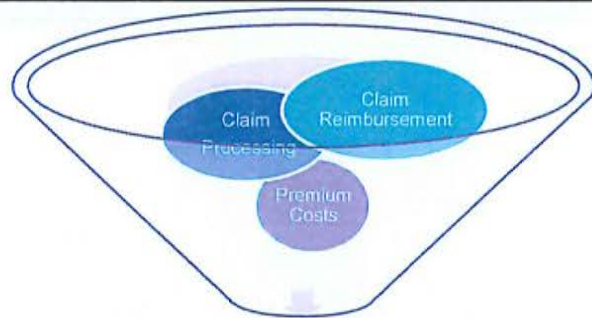 Claim
Processing
Claim
Reimbursement
Premium
Costs